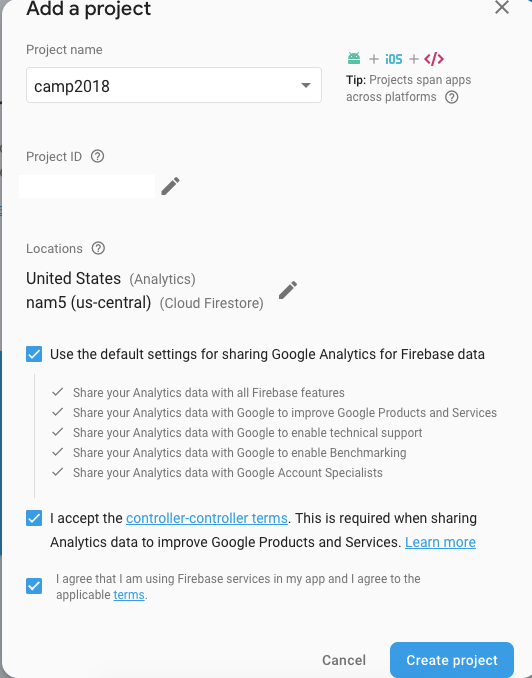 Add a project
Project name
camp2018
+ iOS + </>
Tip: Projects span apps
across platforms ?
Project ID ?
Locations ?
United States (Analytics)
nam5 (us-central) (Cloud Firestore)
Use the default settings for sharing Google Analytics for Firebase data
Share your Analytics data with all Firebase features
Share your Analytics data with Google to improve Google Products and Services
Share your Analytics data with Google to enable technical support
Share your Analytics data with Google to enable Benchmarking
Share your Analytics data with Google Account Specialists
I accept the controller-controller terms. This is required when sharing
Analytics data to improve Google Products and Services. Learn more
I agree that I am using Firebase services in my app and I agree to the
applicable terms.
Cancel Create project